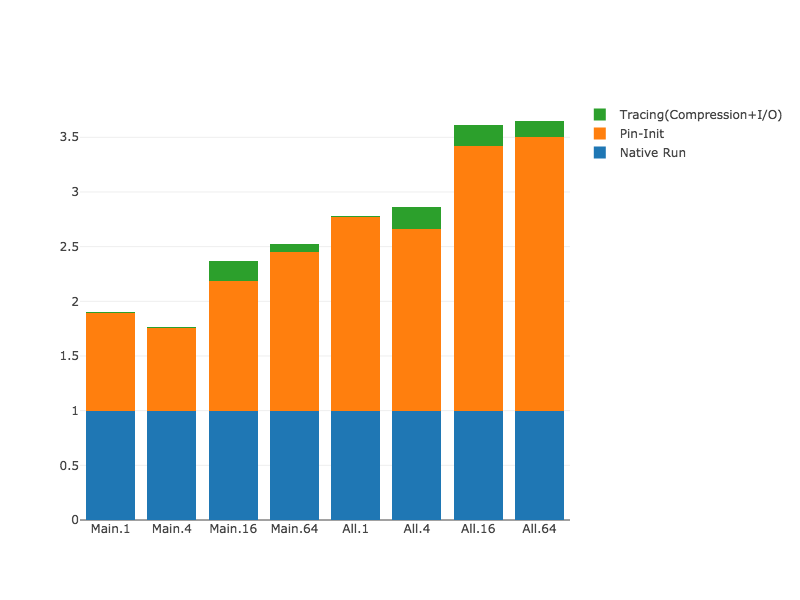 Tracing(Compression+I/O)
Pin-Init
Native Run
3.5
3
2.5
2
1.5
1
0.5
0
Main.1 Main.4 Main.16 Main.64 All.1 All.4 All.16 All.64